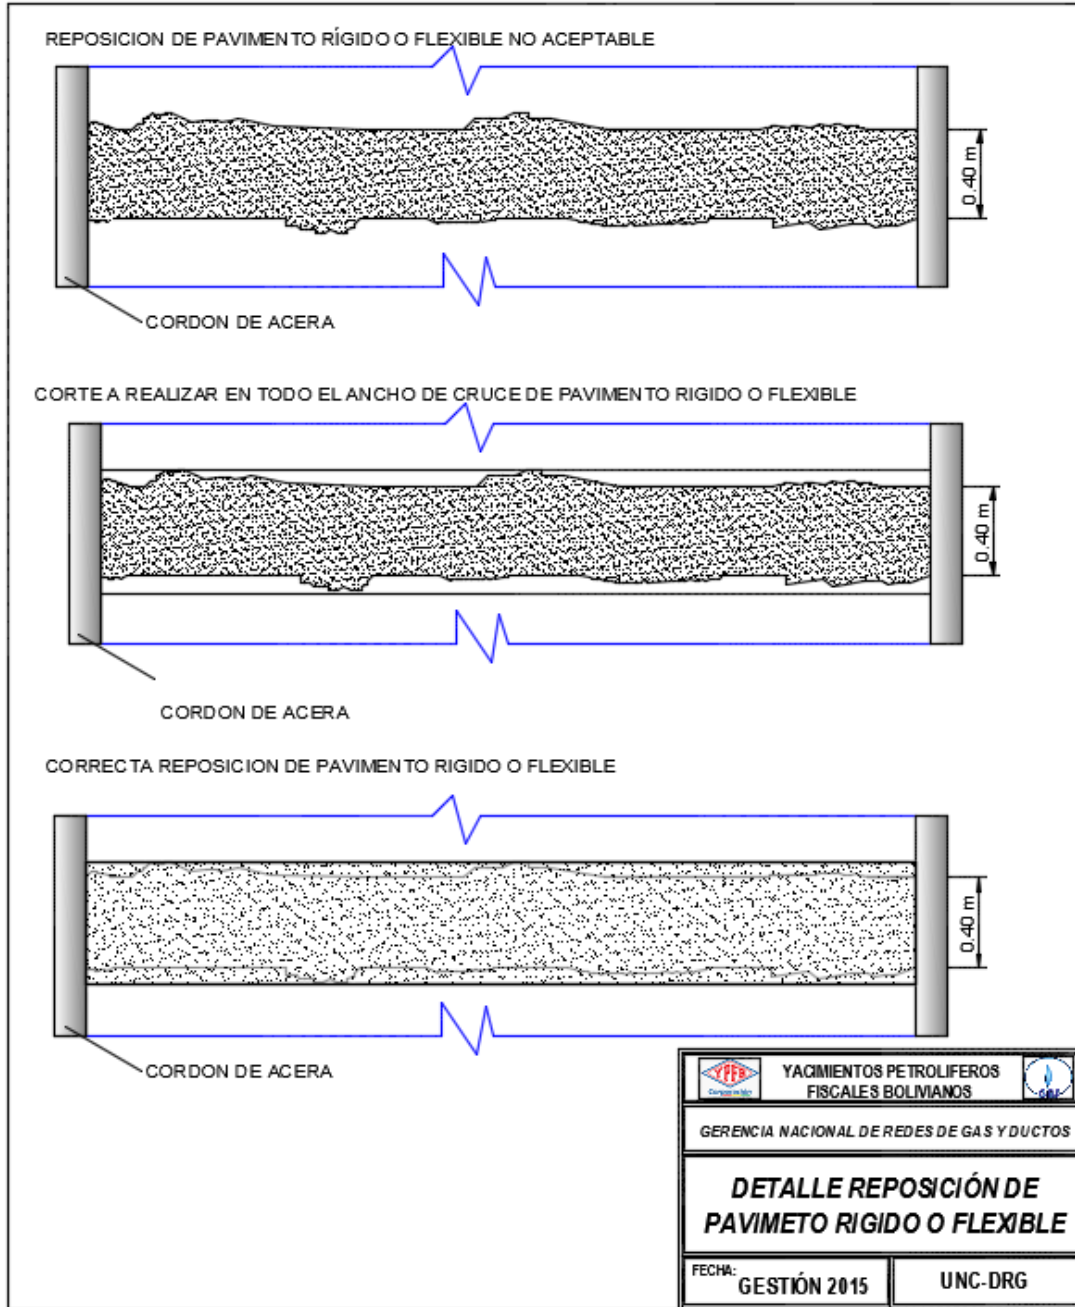 REPOSICION DE PAVIMENTO RÍGIDO O FLEXIBLE NO ACEPTABLE
0.40 m
CORDON DE ACERA
CORTE A REALIZAR EN TODO EL ANCHO DE CRUCE DE PAVIMENTO RIGIDO O FLEXIBLE
0.40 m
CORDON DE ACERA
CORRECTA REPOSICION DE PAVIMENTO RIGIDO O FLEXIBLE
0.40 m
CORDON DE ACERA
YPFB
Corporación
YACIMIENTOS PETROLIFEROS
FISCALES BOLIVIANOS
GERENCIA NACIONAL DE REDES DE GAS Y DUCTOS
DETALLE REPOSICIÓN DE
PAVIMETO RIGIDO O FLEXIBLE
FECHA:
GESTIÓN 2015
UNC-DRG